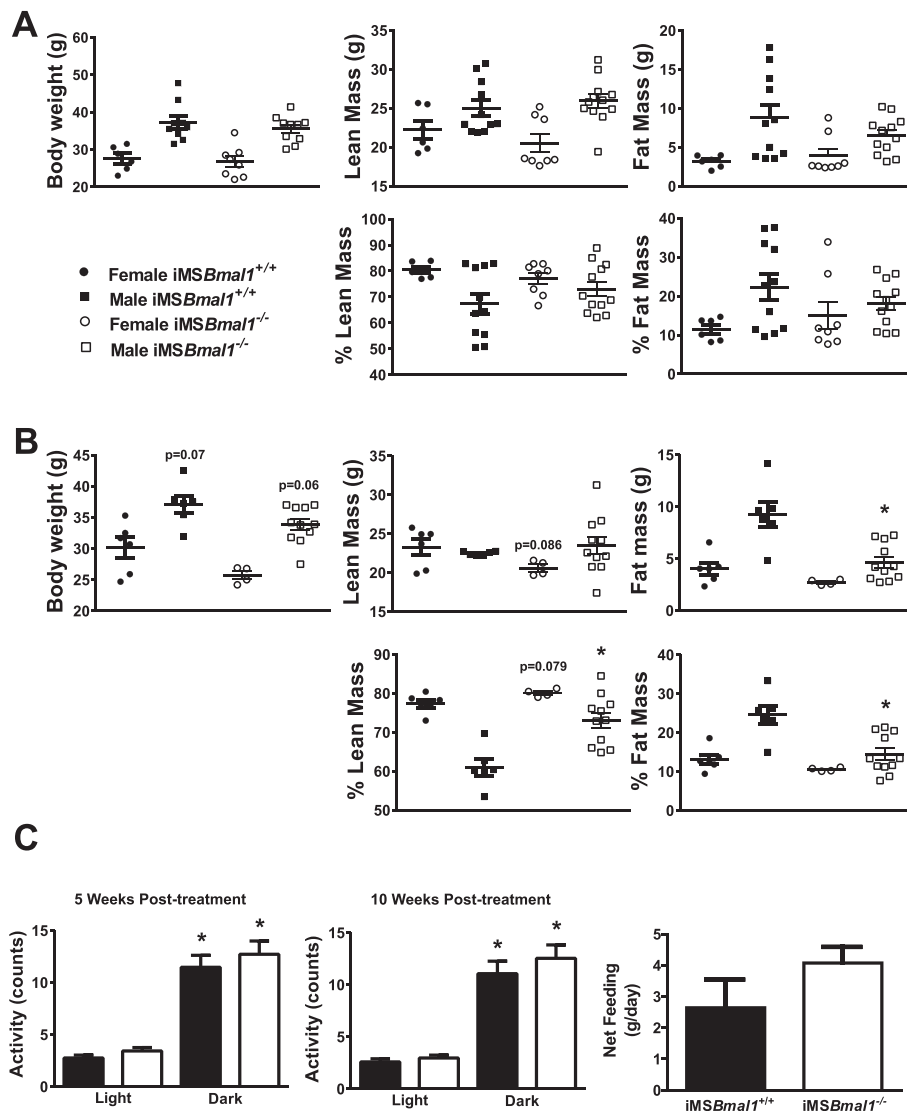 A
Body weight (g)
60
50
40
30
20
Lean Mass (g)
35
30
25
20
15
Fat Mass (g)
20
15
10
5
0
Female iMSBmal1+/+
Male iMSBmal1+/+
Female iMSBmal1-/-
Male iMSBmal1-/-
% Lean Mass
100
90
80
70
60
50
40
% Fat Mass
40
30
20
10
0
B
Body weight (g)
45
40
35
30
25
20
p=0.07
p=0.06
Lean Mass (g)
35
30
25
20
15
p=0.086
Fat mass (g)
15
10
5
0
*
% Lean Mass
90
80
70
60
50
p=0.079
*
% Fat Mass
40
30
20
10
0
*
C
5 Weeks Post-treatment
Activity (counts)
15
10
5
0
* *
Light Dark
10 Weeks Post-treatment
Activity (counts)
15
10
5
0
* *
Light Dark
Net Feeding
(g/day)
5
4
3
2
1
0
iMSBmal1+/+ iMSBmal1-/-